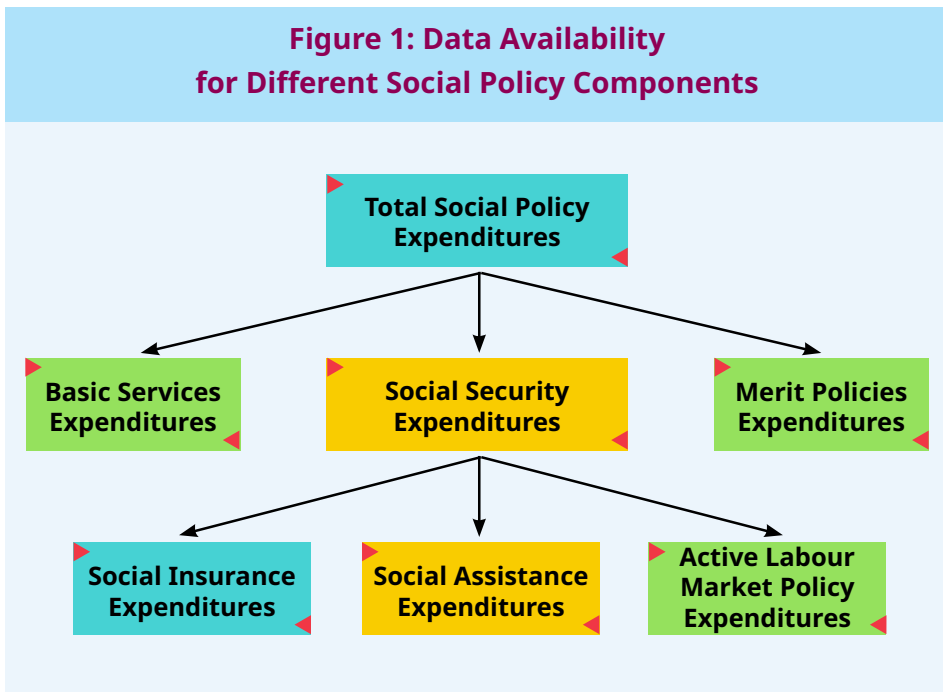 Figure 1: Data Availability
for Different Social Policy Components
Total Social Policy
Expenditures
Basic Services
Expenditures
Social Security
Expenditures
Merit Policies
Expenditures
Social Insurance
Expenditures
Social Assistance
Expenditures
Active Labour
Market Policy
Expenditures